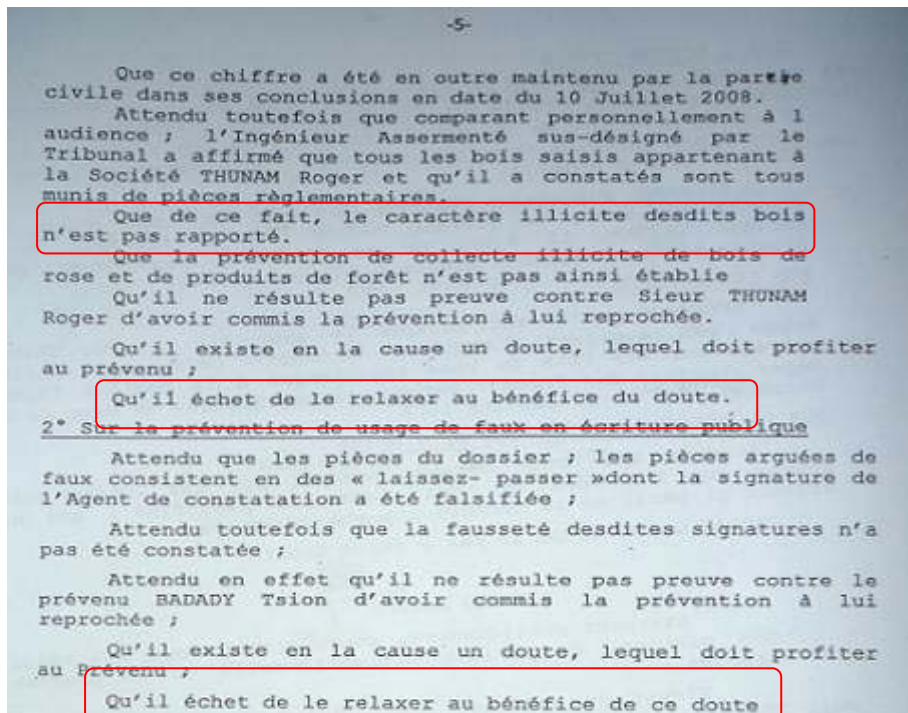 -5-
Que ce chiffre a été en outre maintenu par la partie
civile dans ses conclusions en date du 10 Juillet 2008.
Attendu toutefois que comparant personnellement à l
audience ; l'Ingénieur Assermenté sus-désigné par le
Tribunal a affirmé que tous les bois saisis appartenant à
la Société THUNAM Roger et qu'il a constatés sont tous
munis de pièces règlementaires.
Que de ce fait, le caractère illicite desdits bois
n'est pas rapporté.
Que la prévention de collecte illicite de bois de
rose et de produits de forêt n'est pas ainsi établie
Qu'il ne résulte pas preuve contre Sieur THUNAM
Roger d'avoir commis la prévention à lui reprochée.
Qu'il existe en la cause un doute, lequel doit profiter
au prévenu ;
Qu'il échet de le relaxer au bénéfice du doute.
2° Sur la prévention de usage de faux en écriture publique
Attendu que les pièces du dossier ; les pièces arguées de
faux consistent en des « laissez- passer »dont la signature de
l'Agent de constatation a été falsifiée ;
Attendu toutefois que la fausseté desdites signatures n'a
pas été constatée ;
Attendu en effet qu'il ne résulte pas preuve contre le
prévenu BADADY Tsion d'avoir commis la prévention à lui
reprochée ;
Qu'il existe en la cause un doute, lequel doit profiter
au Prévenu ;
Qu'il échet de le relaxer au bénéfice de ce doute